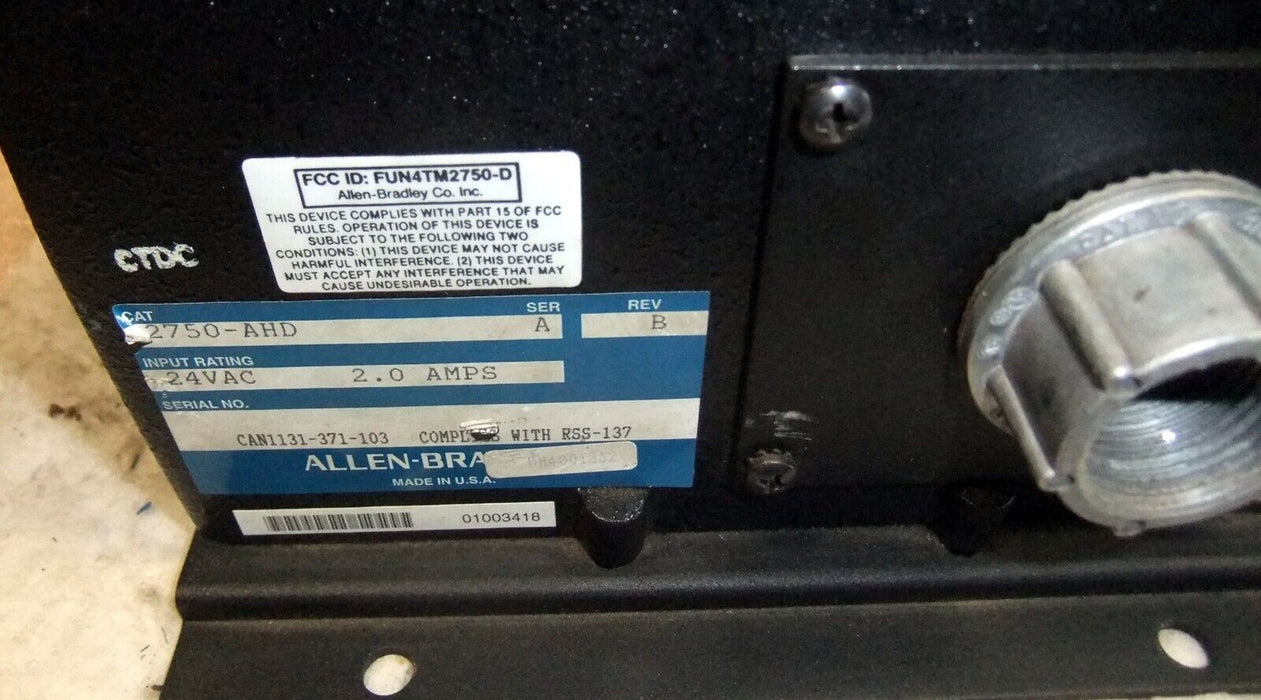 FCC ID: FUN4TM2750-D
Allen-Bradley Co. Inc.
THIS DEVICE COMPLIES WITH PART 15 OF FCC
RULES. OPERATION OF THIS DEVICE IS
SUBJECT TO THE FOLLOWING TWO
CONDITIONS: (1) THIS DEVICE MAY NOT CAUSE
HARMFUL INTERFERENCE. (2) THIS DEVICE
MUST ACCEPT ANY INTERFERENCE THAT MAY
CAUSE UNDESIRABLE OPERATION.
CTDC
CAT SER REV
2750-AHD A B
INPUT RATING
24VAC 2.0 AMPS
SERIAL NO.
CAN1131-371-103 WITH RSS-137
MADE IN U.S.A.
01003418